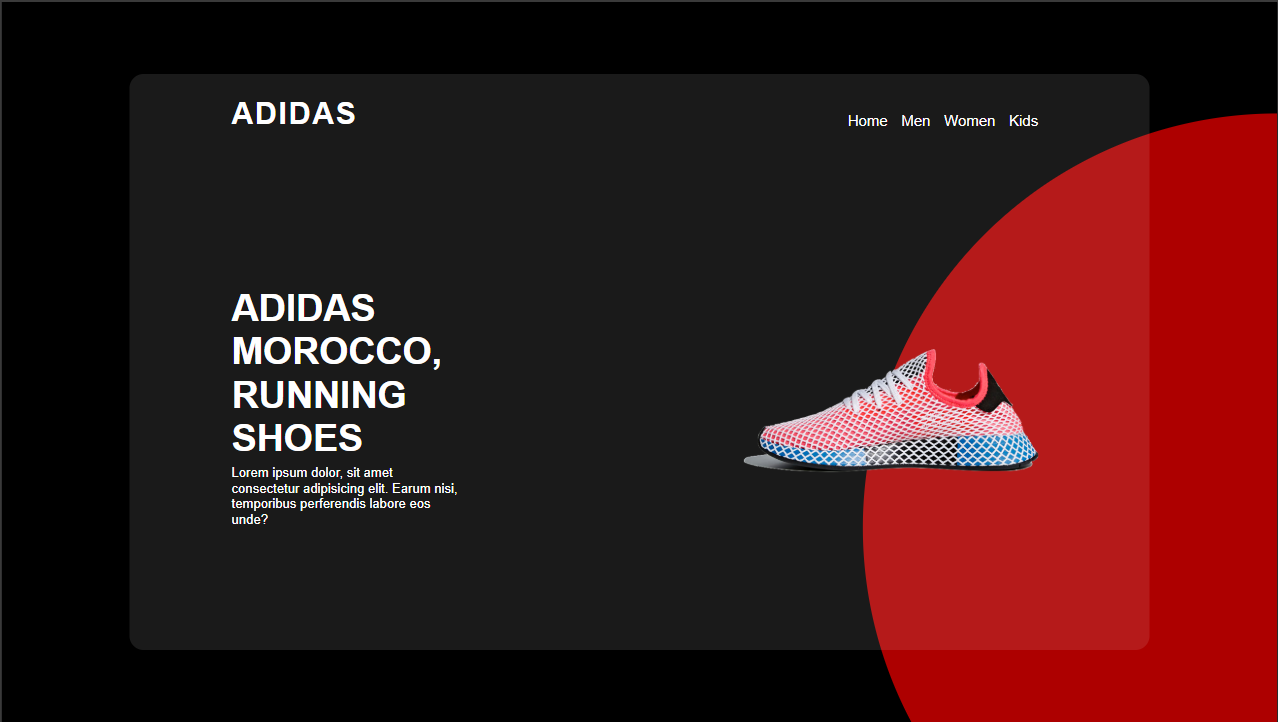 ADIDAS
Home Men Women Kids
ADIDAS
MOROCCO,
RUNNING
SHOES
Lorem ipsum dolor, sit amet
consectetur adipisicing elit. Earum nisi,
temporibus perferendis labore eos
unde?